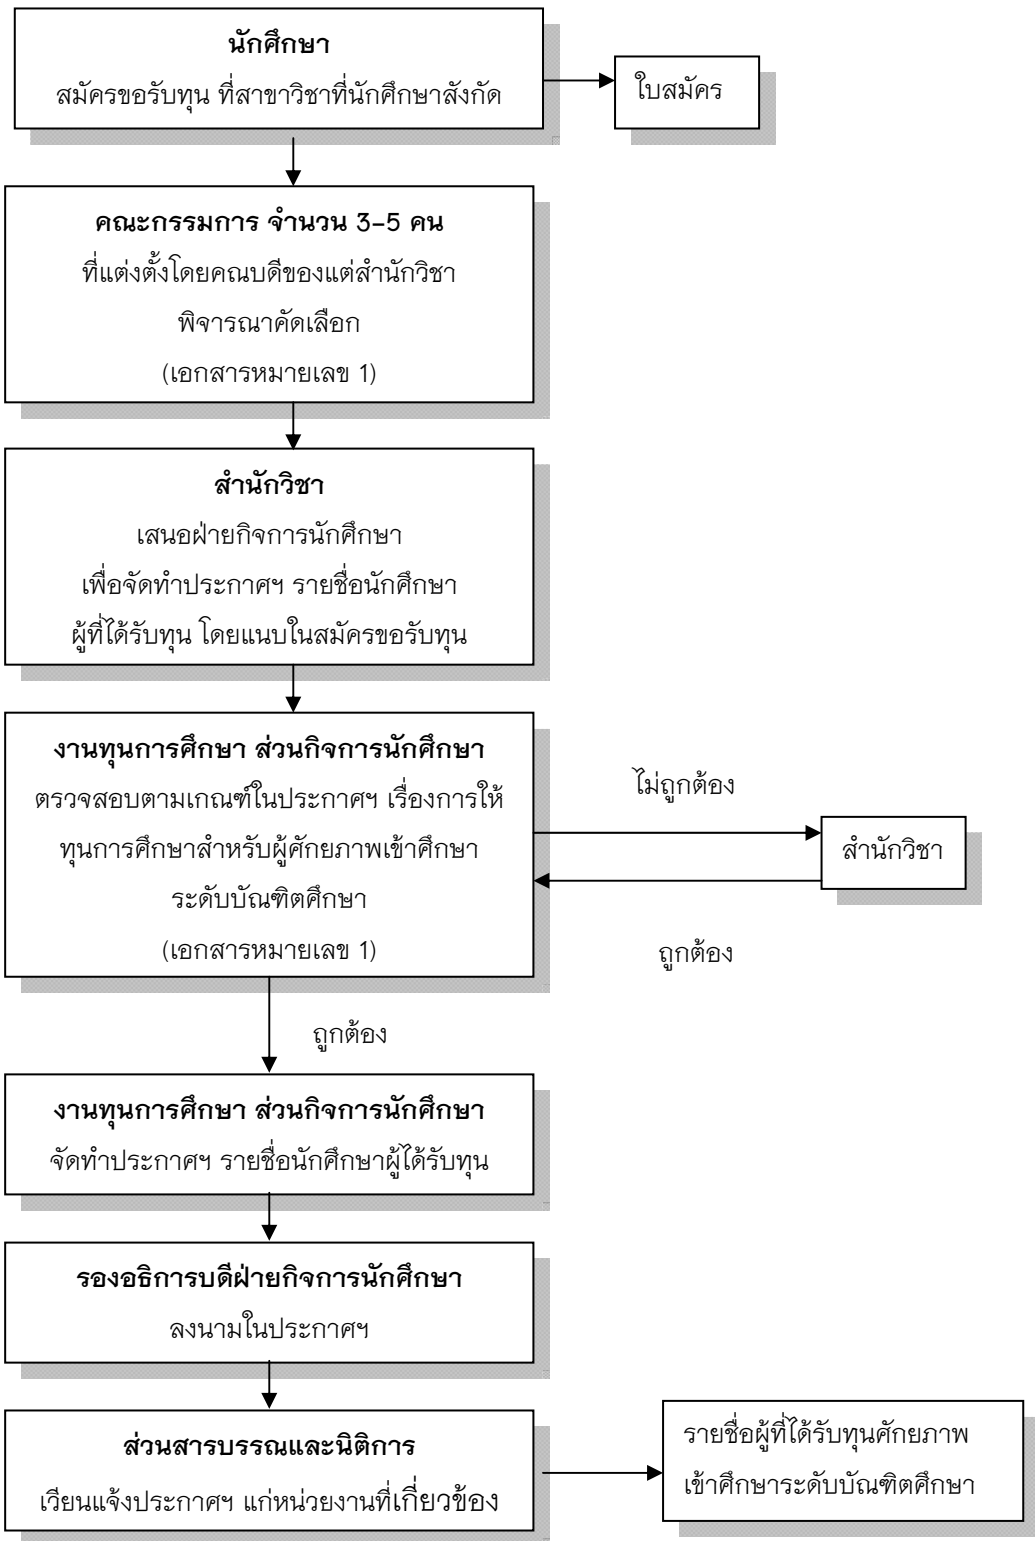 นักศึกษา
สมัครขอรับทุน ที่สาขาวิชาที่นักศึกษาสังกัด
ใบสมัคร
คณะกรรมการ จำนวน 3-5 คน
ที่แต่งตั้งโดยคณบดีของแต่สำนักวิชา
พิจารณาคัดเลือก
(เอกสารหมายเลข 1)
สำนักวิชา
เสนอฝ่ายกิจการนักศึกษา
เพื่อจัดทำประกาศฯ รายชื่อนักศึกษา
ผู้ที่ได้รับทุน โดยแนบในสมัครขอรับทุน
งานทุนการศึกษา ส่วนกิจการนักศึกษา
ตรวจสอบตามเกณฑ์ในประกาศฯ เรื่องการให้
ทุนการศึกษาสำหรับผู้ศักยภาพเข้าศึกษา
ระดับบัณฑิตศึกษา
(เอกสารหมายเลข 1)
ไม่ถูกต้อง
สำนักวิชา
ถูกต้อง
ถูกต้อง
งานทุนการศึกษา ส่วนกิจการนักศึกษา
จัดทำประกาศฯ รายชื่อนักศึกษาผู้ได้รับทุน
รองอธิการบดีฝ่ายกิจการนักศึกษา
ลงนามในประกาศฯ
ส่วนสารบรรณและนิติการ
เวียนแจ้งประกาศฯ แก่หน่วยงานที่เกี่ยวข้อง
รายชื่อผู้ที่ได้รับทุนศักยภาพ
เข้าศึกษาระดับบัณฑิตศึกษา